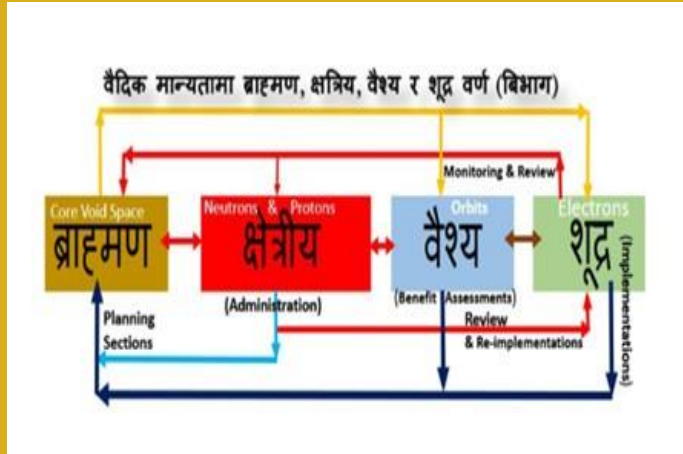 वैदिक मान्यतामा ब्राह्मण, क्षत्रिय, वैश्य र शूद्र वर्ण (बिभाग)
Monitoring & Review
Core Void Space
ब्राह्मण
Neutrons & Protons
क्षेत्रीय
Orbits
वैश्य
Electrons
शूद्र
(Implementations)
(Administration)
(Benefit Assessments)
Planning
Sections
Review
& Re-implementations